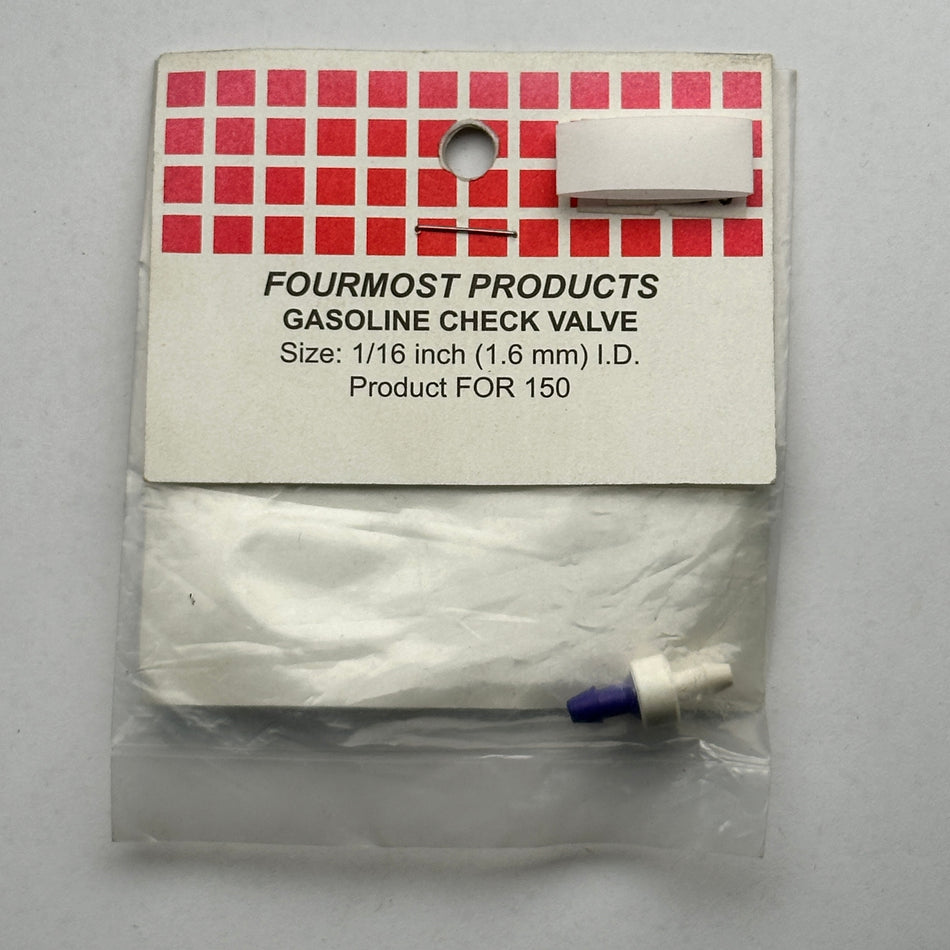 FOURMOST PRODUCTS
GASOLINE CHECK VALVE
Size: 1/16 inch (1.6 mm) I.D.
Product FOR 150